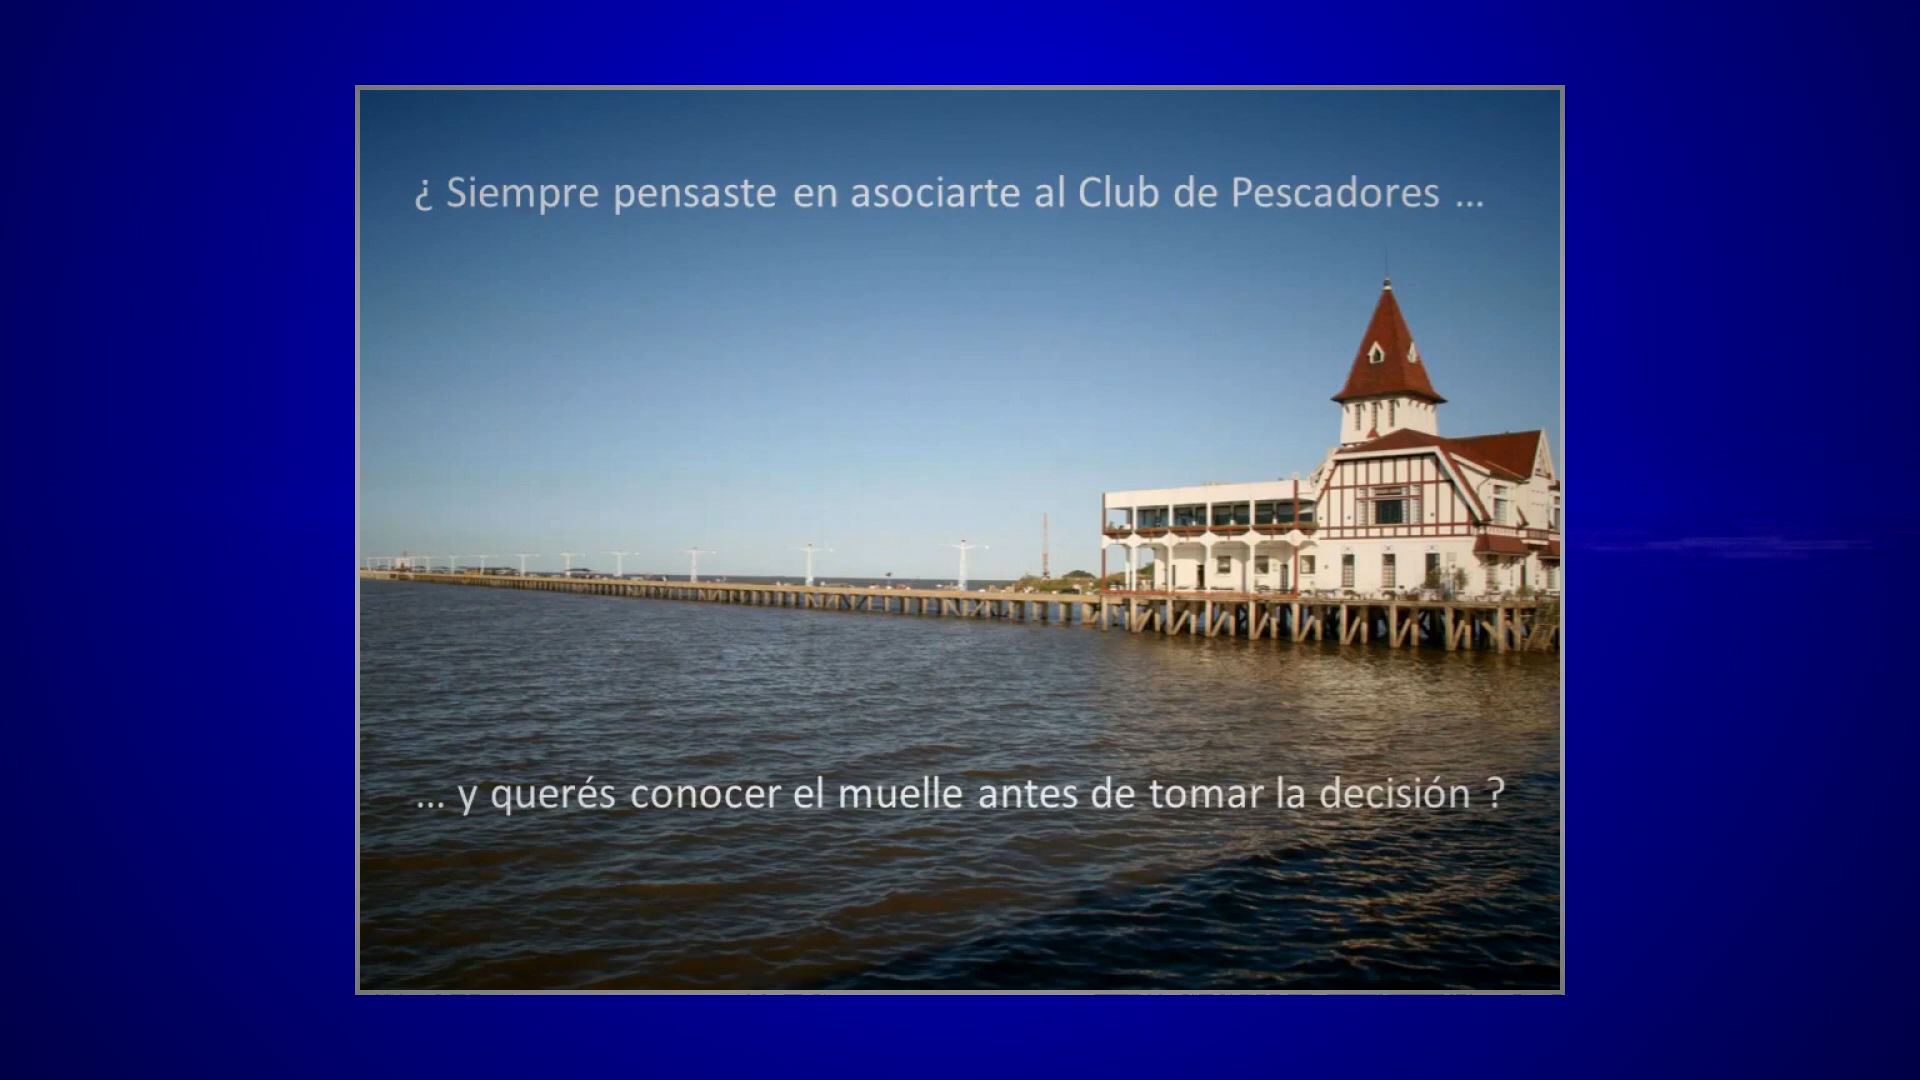 ¿ Siempre pensaste en asociarte al Club de Pescadores ...
... y querés conocer el muelle antes de tomar la decisión ?